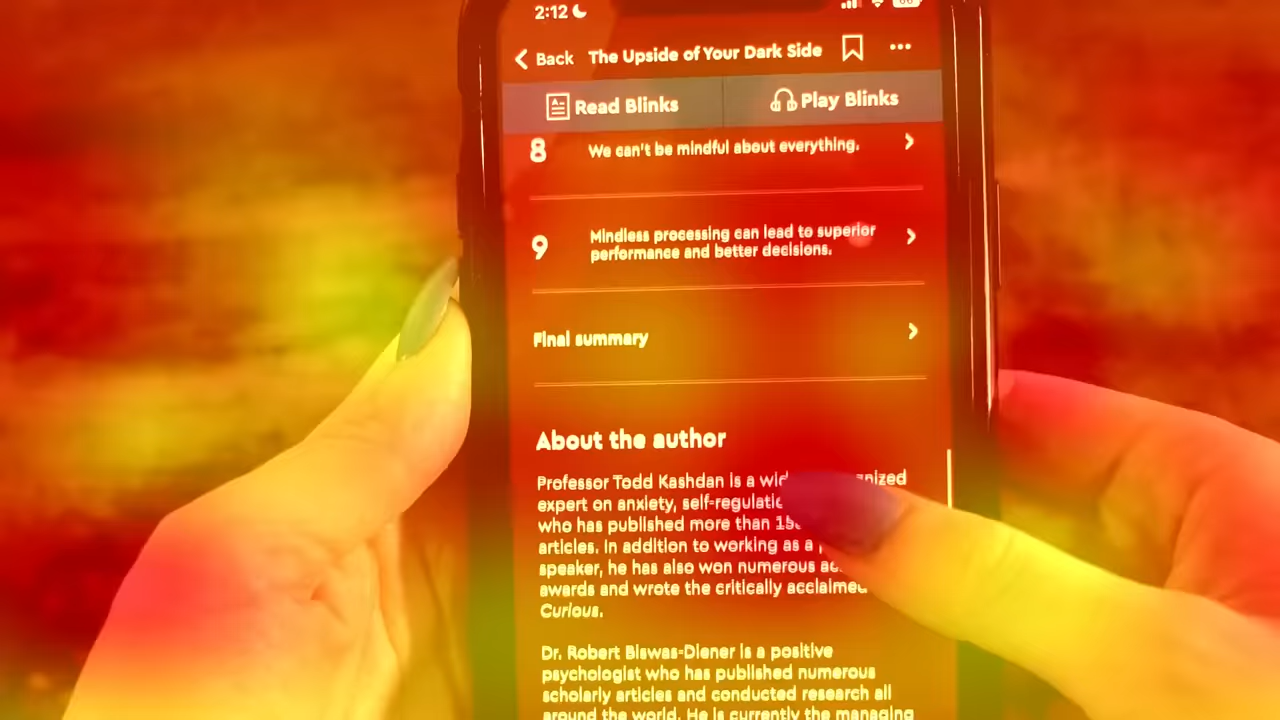 2:12
Back The Upside of Your Dark Side
Read Blinks Play Blinks
8 We can't be mindful about everything.
9 Mindless processing can lead to superior
performance and better decisions.
Final summary
About the author
Professor Todd Kashdan is a
expert on anxiety,
who has published more than
articles. In addition to working as a
speaker, he has also won numerous
awards and wrote the critically acclaimed
Curious.
Dr. Robert Biswas-Diener is a positive
psychologist who has published numerous
scholarly articles and conducted research all
around the world. He is currently the managing